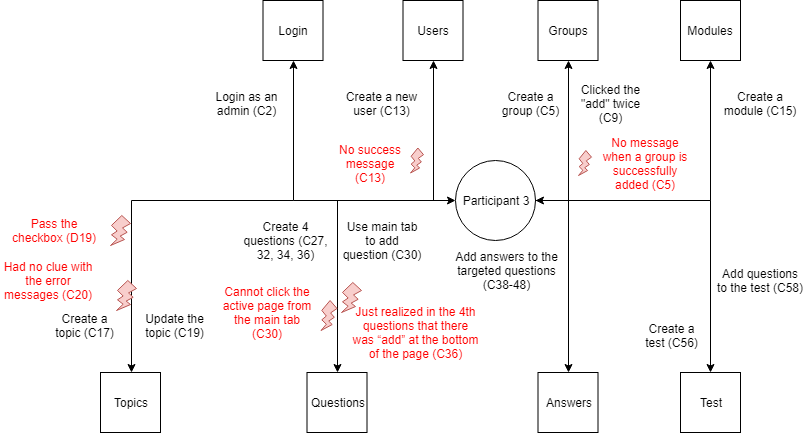 Login
Users
Groups
Modules
Login as an
admin (C2)
Create a new
user (C13)
Create a
group (C5)
Clicked the
"add" twice
(C9)
Create a
module (C15)
No success
message
(C13)
No message
when a group is
successfully
added (C5)
Participant 3
Pass the
checkbox (D19)
Had no clue with
the error
messages (C20)
Create a
topic (C17)
Update the
topic (C19)
Create 4
questions (C27,
32, 34, 36)
Use main tab
to add
question (C30)
Cannot click the
active page from
the main tab
(C30)
Just realized in the 4th
questions that there
was “add” at the bottom
of the page (C36)
Add answers to the
targeted questions
(C38-48)
Add questions
to the test (C58)
Create a
test (C56)
Topics
Questions
Answers
Test